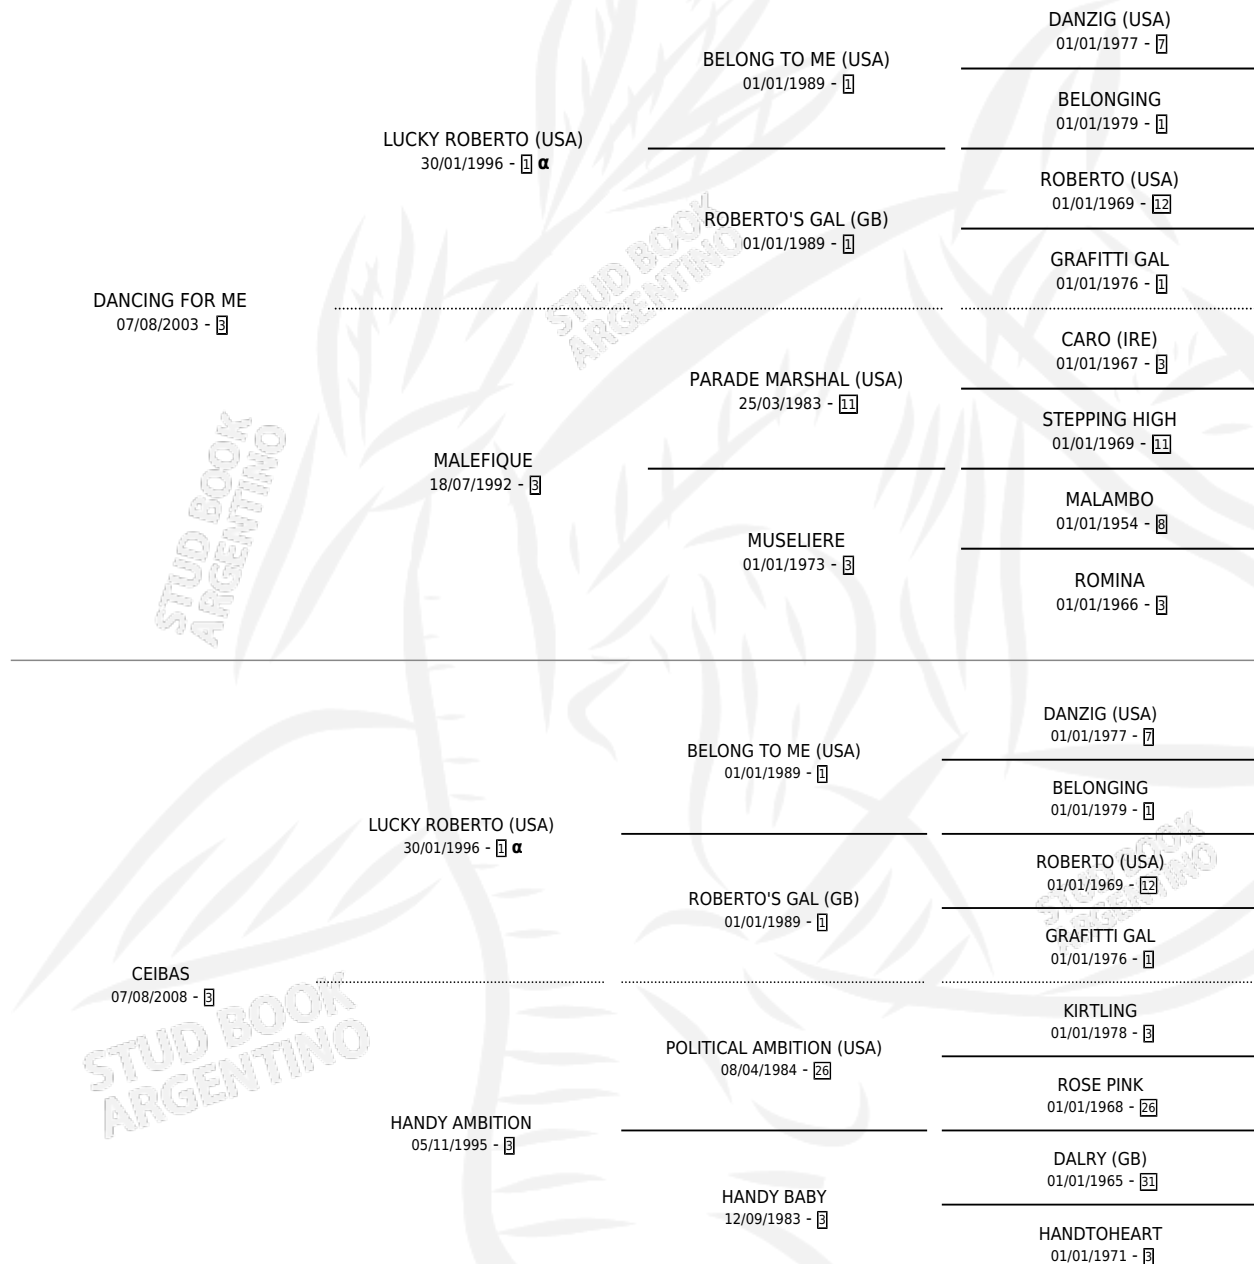 DANZIG (USA)
01/01/1977 - 7
BELONG TO ME (USA)
01/01/1989 - 1
BELONGING
01/01/1979 - 1
LUCKY ROBERTO (USA)
30/01/1996 - 1 α
ROBERTO (USA)
01/01/1969 - 12
ROBERTO'S GAL (GB)
01/01/1989 - 1
GRAFITTI GAL
01/01/1976 - 1
STUD BOOK
ARGENTINO
DANCING FOR ME
07/08/2003 - 3
CARO (IRE)
01/01/1967 - 3
PARADE MARSHAL (USA)
25/03/1983 - 11
STEPPING HIGH
01/01/1969 - 11
MALEFIQUE
18/07/1992 - 3
MALAMBO
01/01/1954 - 8
MUSELIERE
01/01/1973 - 3
ROMINA
01/01/1966 - 3
STUD BOOK
ARGENTINO
DANZIG (USA)
01/01/1977 - 7
BELONG TO ME (USA)
01/01/1989 - 1
BELONGING
01/01/1979 - 1
LUCKY ROBERTO (USA)
30/01/1996 - 1 α
ROBERTO (USA)
01/01/1969 - 12
ROBERTO'S GAL (GB)
01/01/1989 - 1
STUD BOOK
ARGENTINO
GRAFITTI GAL
01/01/1976 - 1
CEIBAS
07/08/2008 - 3
STUD BOOK
ARGENTINO
KIRTLING
01/01/1978 - 3
POLITICAL AMBITION (USA)
08/04/1984 - 26
ROSE PINK
01/01/1968 - 26
HANDY AMBITION
05/11/1995 - 3
DALRY (GB)
01/01/1965 - 31
HANDY BABY
12/09/1983 - 3
HANDTOHEART
01/01/1971 - 3